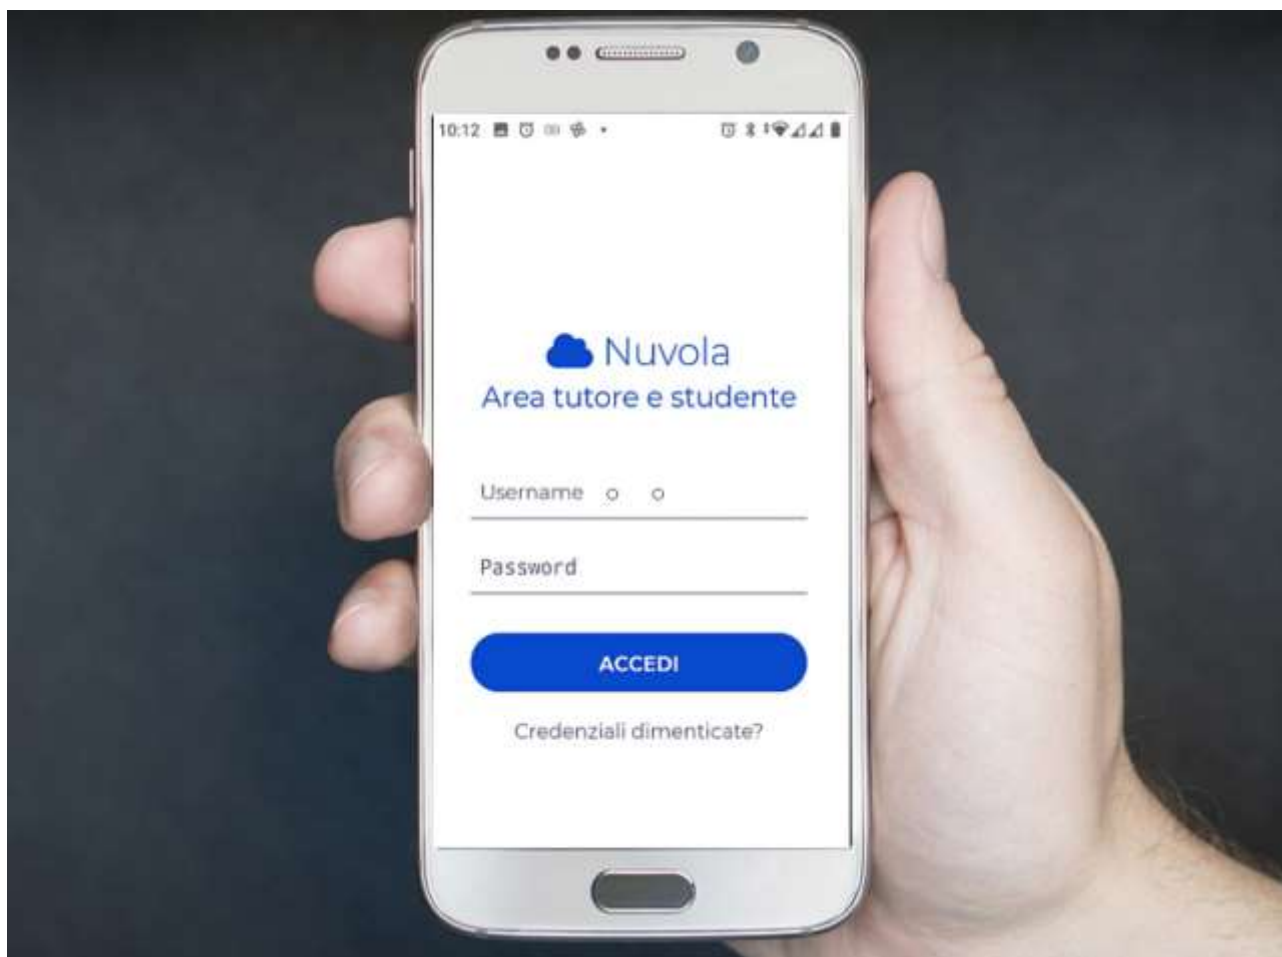 10:12
Nuvola
Area tutore e studente
Username
Password
ACCEDI
Credenziali dimenticate?